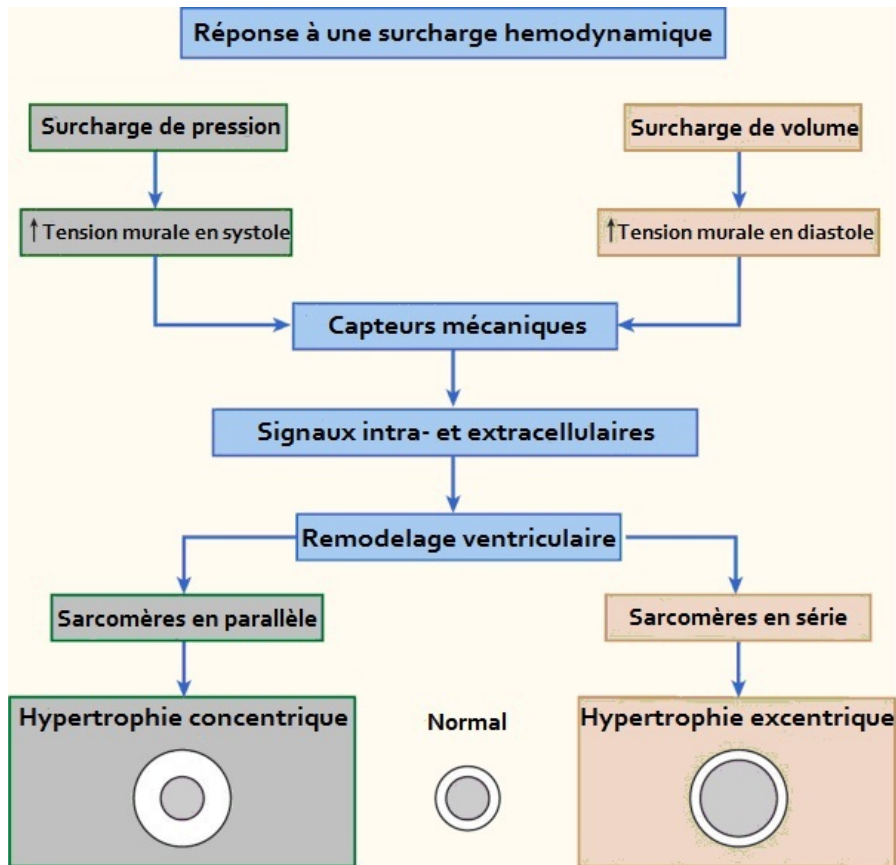 Réponse à une surcharge hemodynamique
Surcharge de pression
Surcharge de volume
↑Tension murale en systole
↑Tension murale en diastole
Capteurs mécaniques
Signaux intra- et extracellulaires
Remodelage ventriculaire
Sarcomères en parallèle
Sarcomères en série
Hypertrophie concentrique
Normal
Hypertrophie excentrique